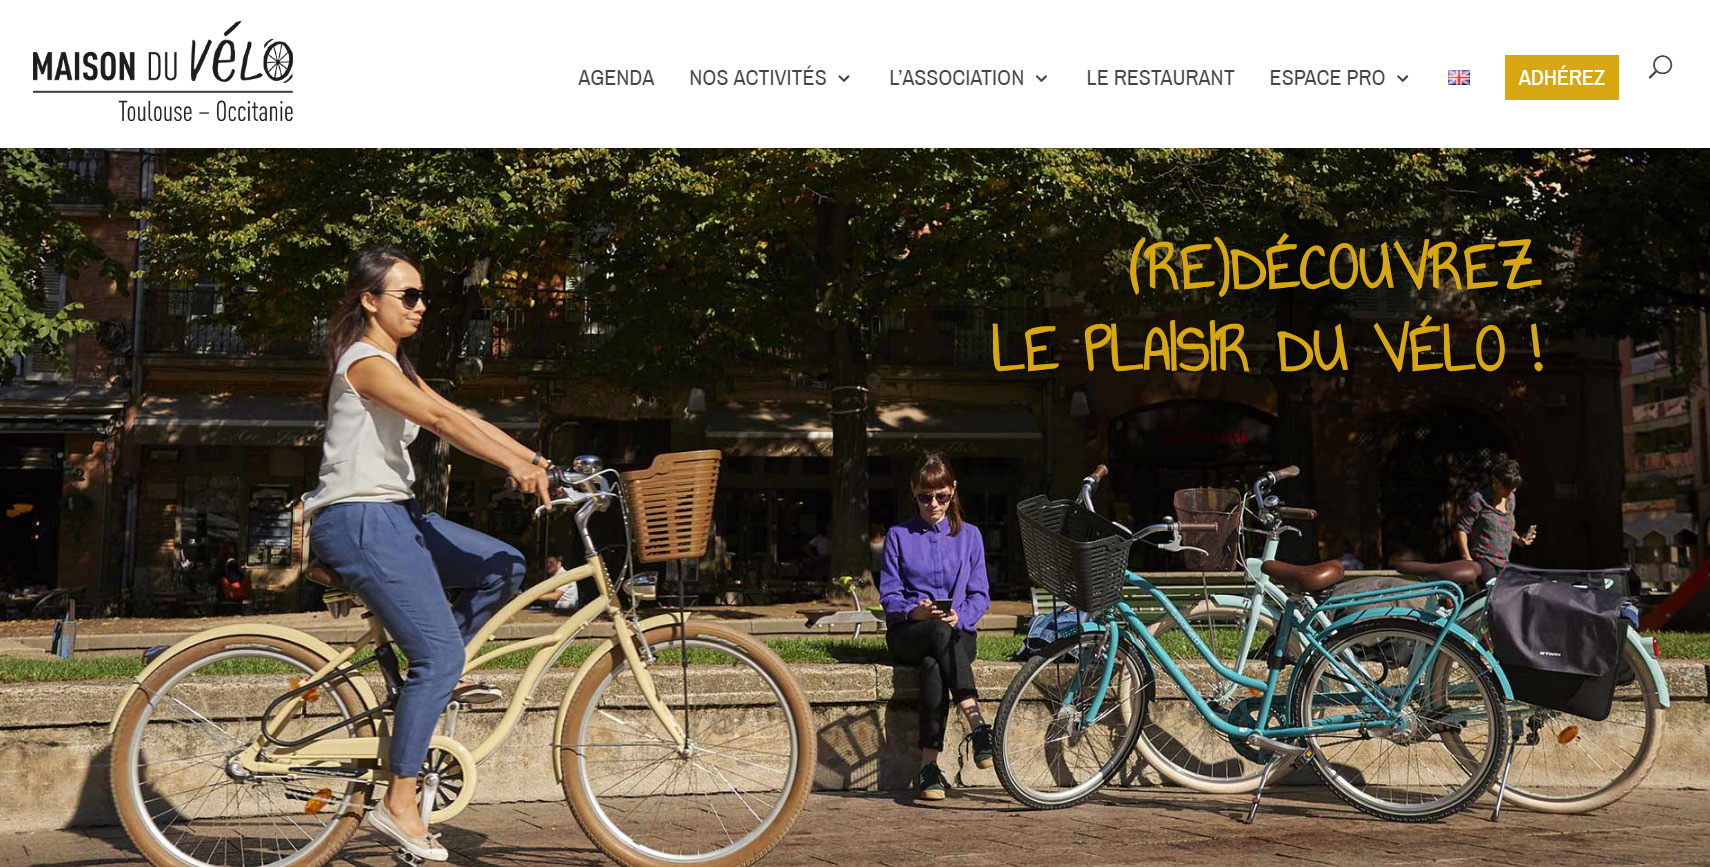 MAISON DU vélo
Toulouse – Occitanie
AGENDA
NOS ACTIVITÉS
L'ASSOCIATION
LE RESTAURANT
ESPACE PRO
ADHÉREZ
(RE)DÉCOUVREZ
LE PLAISIR DU VÉLO !